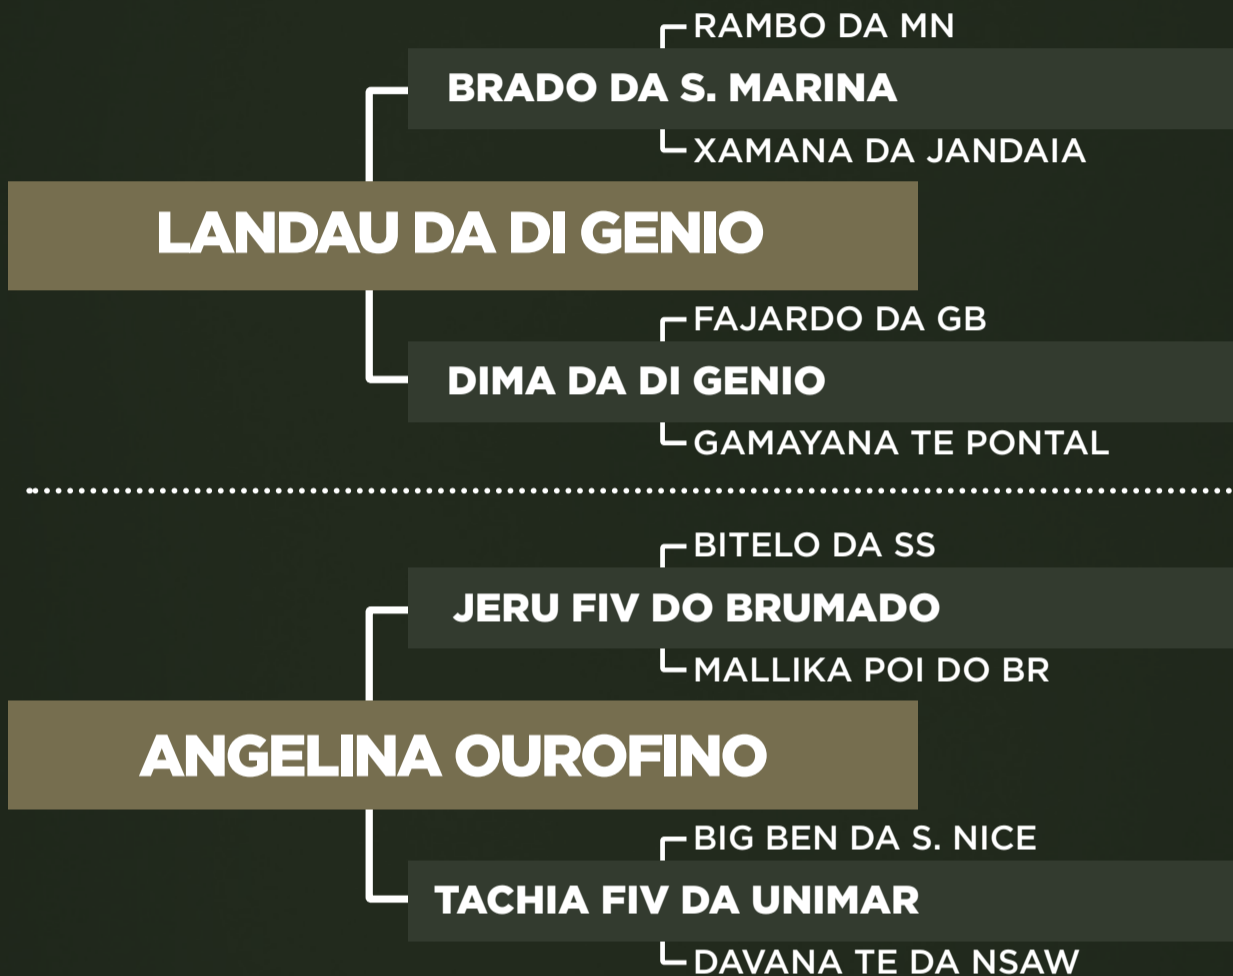 RAMBO DA MN
BRADO DA S. MARINA
XAMANA DA JANDAIA
LANDAU DA DI GENIO
FAJARDO DA GB
DIMA DA DI GENIO
GAMAYANA TE PONTAL
BITELO DA SS
JERU FIV DO BRUMADO
MALLIKA POI DO BR
ANGELINA OUROFINO
BIG BEN DA S. NICE
TACHIA FIV DA UNIMAR
DAVANA TE DA NSAW